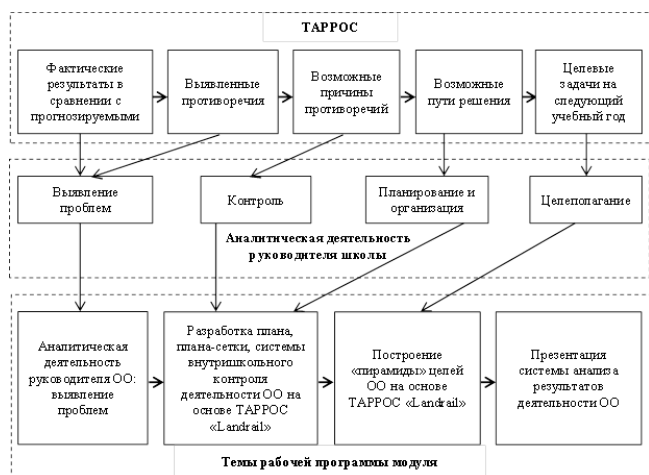 ТАРРОС
Фактические
результаты в
сравнении с
прогнозируемыми
Выявленные
противоречия
Возможные
причины
противоречий
Возможные
пути решения
Целевые
задачи на
следующий
учебный год
Выявление
проблем
Контроль
Планирование и
организация
Целепопагание
Аналитическая деятельность
руководителя школы
Аналитическая
деятельность
руководителя ОО:
выявление
проблем
Разработка плана,
плана-сетки, системы
внутришкольного
контроля
деятельности ОО на
основе ТАРРОС
«Landrail»
Построение
«пирамиды» целей
ОО на основе
ТАРРОС «Landrail»
Презентация
системы анализа
результатов
деятельности ОО
Темы рабочей программы модуля